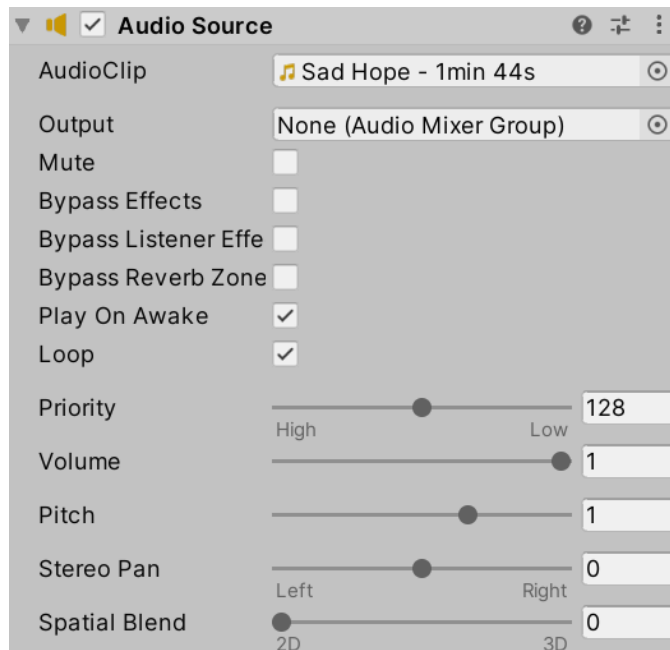 Audio Source
AudioClip Sad Hope - 1min 44s
Output None (Audio Mixer Group)
Mute
Bypass Effects
Bypass Listener Effe
Bypass Reverb Zone
Play On Awake
Loop
Priority 128
High Low
Volume 1
Pitch 1
Stereo Pan 0
Left Right
Spatial Blend 0
2D 3D